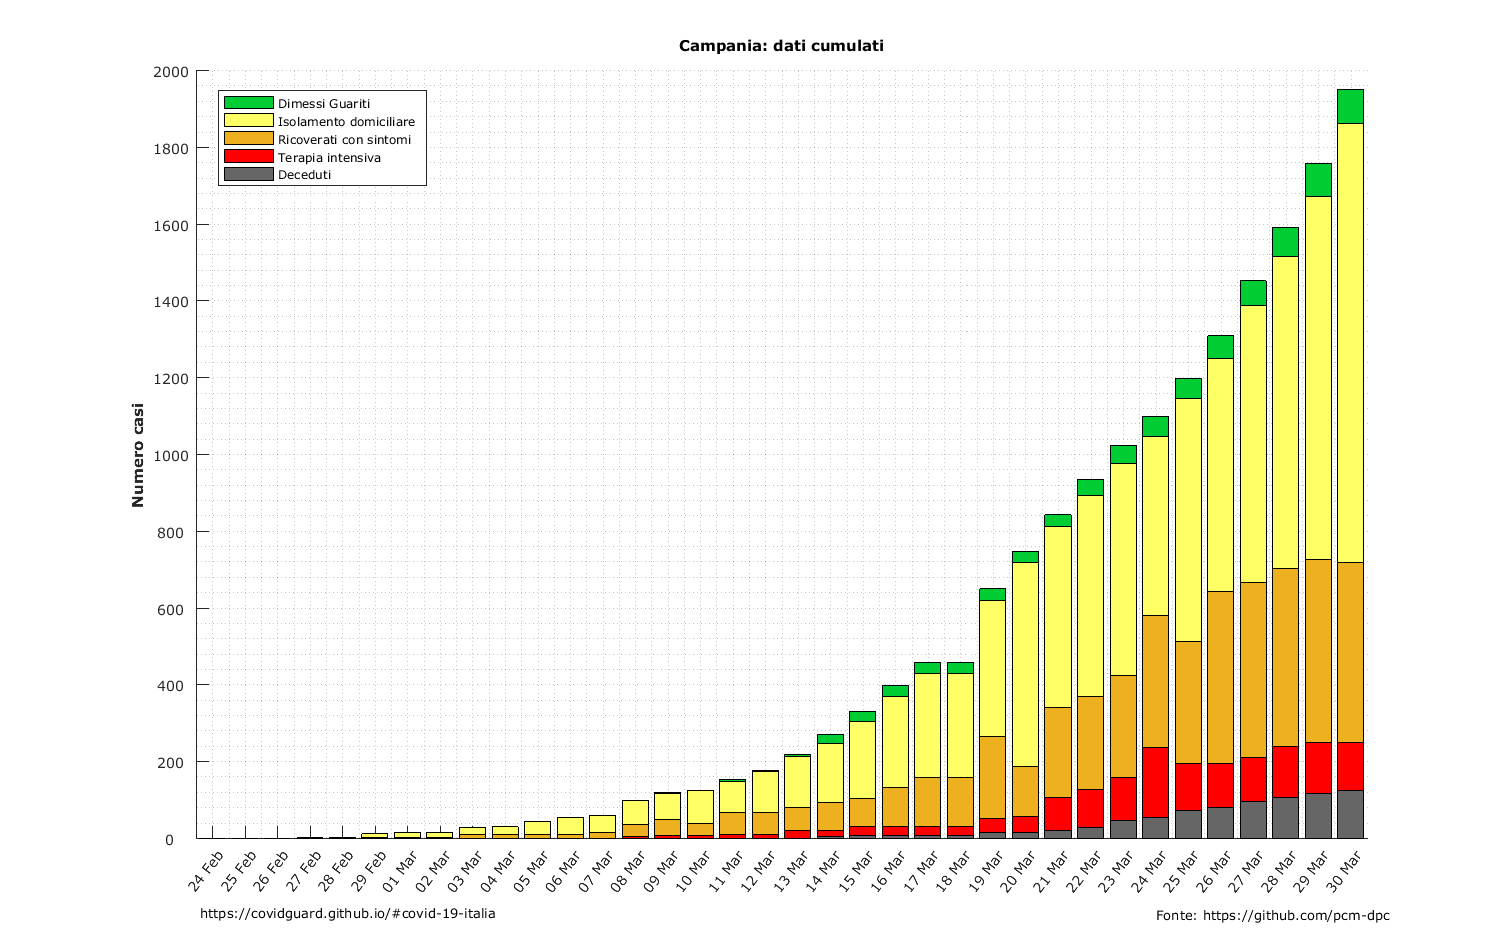 Campania: dati cumulati
2000
1800
1600
1400
1200
1000
800
600
400
200
0
Numero casi
Dimessi Guariti
Isolamento domiciliare
Ricoverati con sintomi
Terapia intensiva
Deceduti
24 Feb
25 Feb
26 Feb
27 Feb
28 Feb
29 Feb
01 Mar
02 Mar
03 Mar
04 Mar
05 Mar
06 Mar
07 Mar
08 Mar
09 Mar
10 Mar
11 Mar
12 Mar
13 Mar
14 Mar
15 Mar
16 Mar
17 Mar
18 Mar
19 Mar
20 Mar
21 Mar
22 Mar
23 Mar
24 Mar
25 Mar
26 Mar
27 Mar
28 Mar
29 Mar
30 Mar
https://covidguard.github.io/#covid-19-italia
Fonte: https://github.com/pcm-dpc